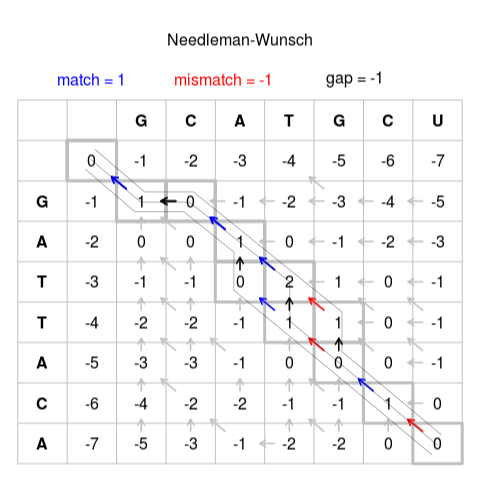 Needleman-Wunsch
match = 1 mismatch = -1 gap = -1
G C A T G C U
0 -1 -2 -3 -4 -5 -6 -7
G -1 1 0 -1 -2 -3 -4 -5
A -2 0 0 1 0 -1 -2 -3
T -3 -1 -1 0 2 1 0 -1
T -4 -2 -2 -1 1 1 0 -1
A -5 -3 -3 -1 0 0 0 -1
C -6 -4 -2 -2 -1 -1 1 0
A -7 -5 -3 -1 -2 -2 0 0